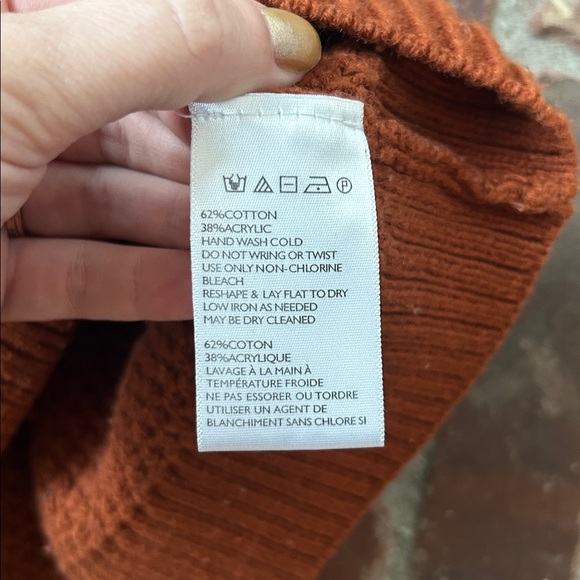 P
62%COTTON
38%ACRYLIC
HAND WASH COLD
DO NOT WRING OR TWIST
USE ONLY NON-CHLORINE
BLEACH
RESHAPE & LAY FLAT TO DRY
LOW IRON AS NEEDED
MAY BE DRY CLEANED
62%COTON
38%ACRYLIQUE
LAVAGE À LA MAIN À
TEMPÉRATURE FROIDE
NE PAS ESSORER OU TORDRE
UTILISER UN AGENT DE
BLANCHIMENT SANS CHLORE SI